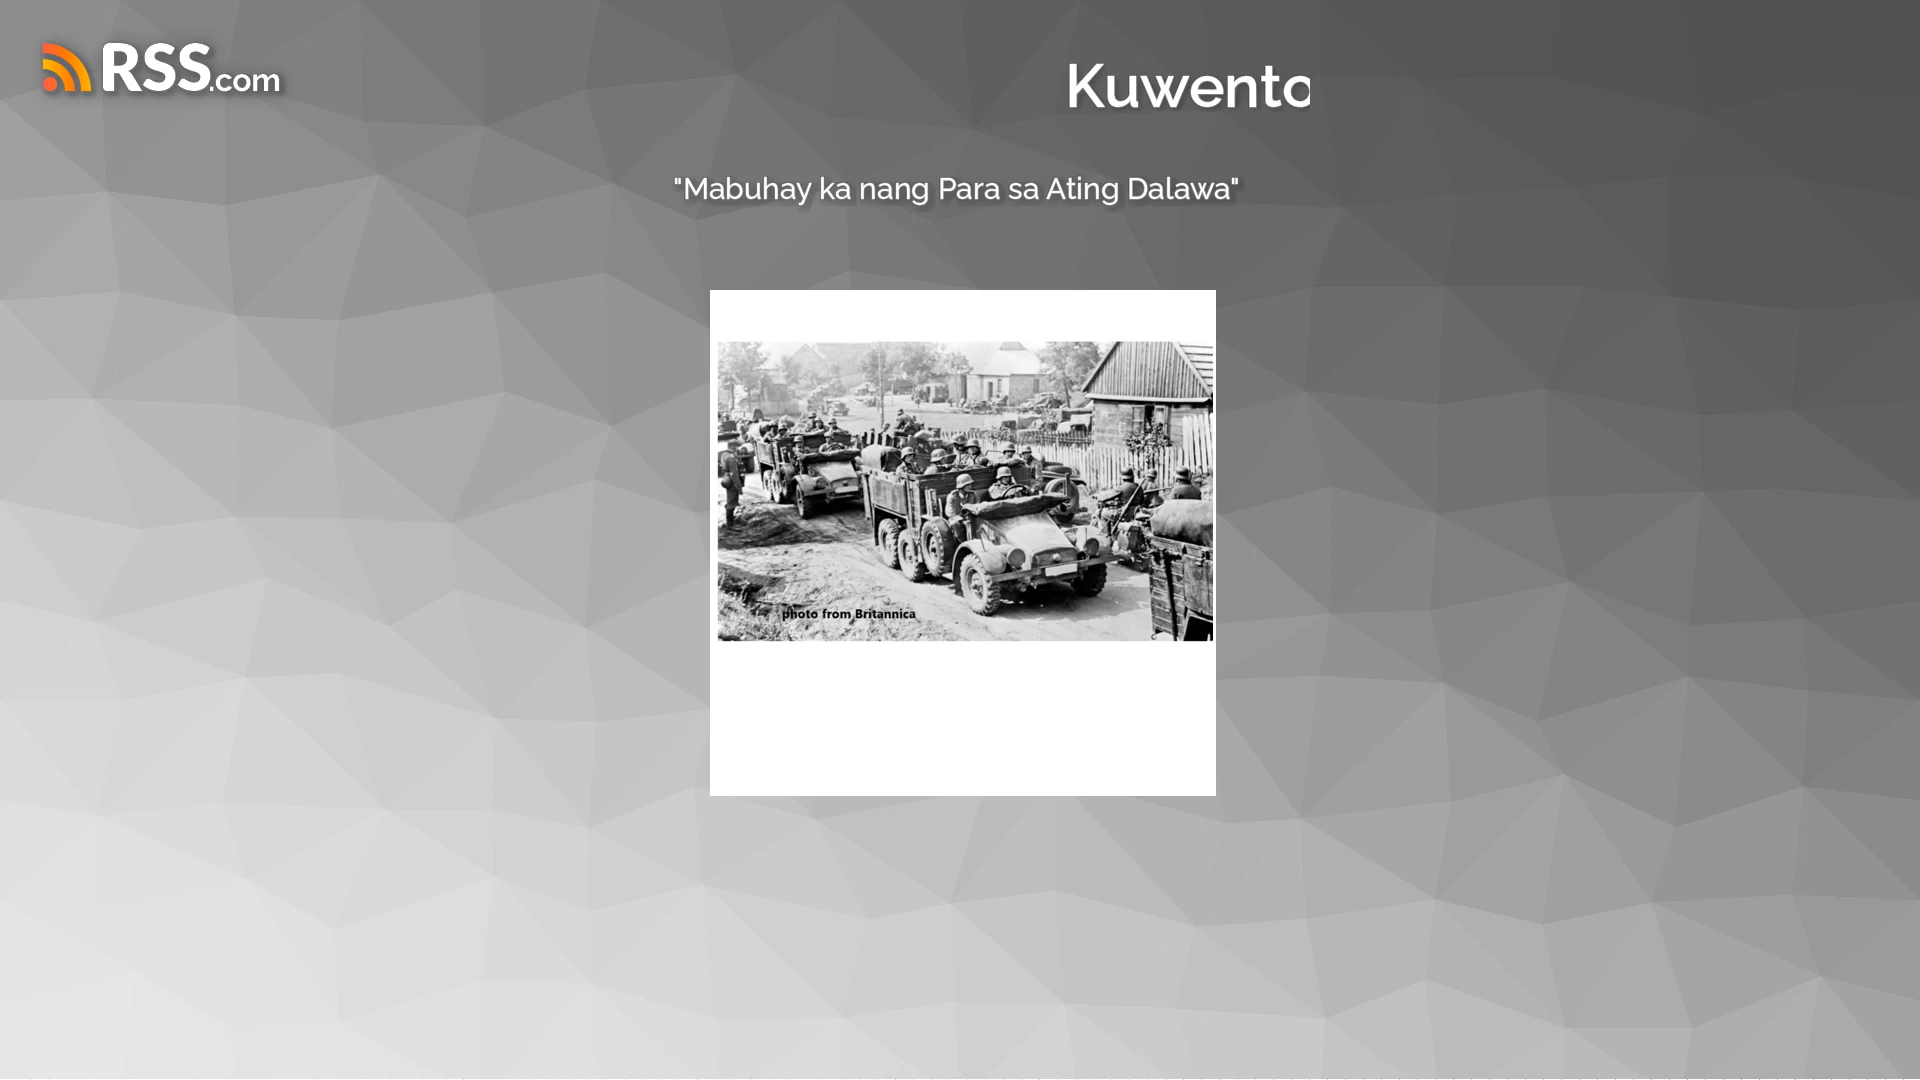 RSS.com
Kuwento
"Mabuhay ka nang Para sa Ating Dalawa"
photo from Britannica